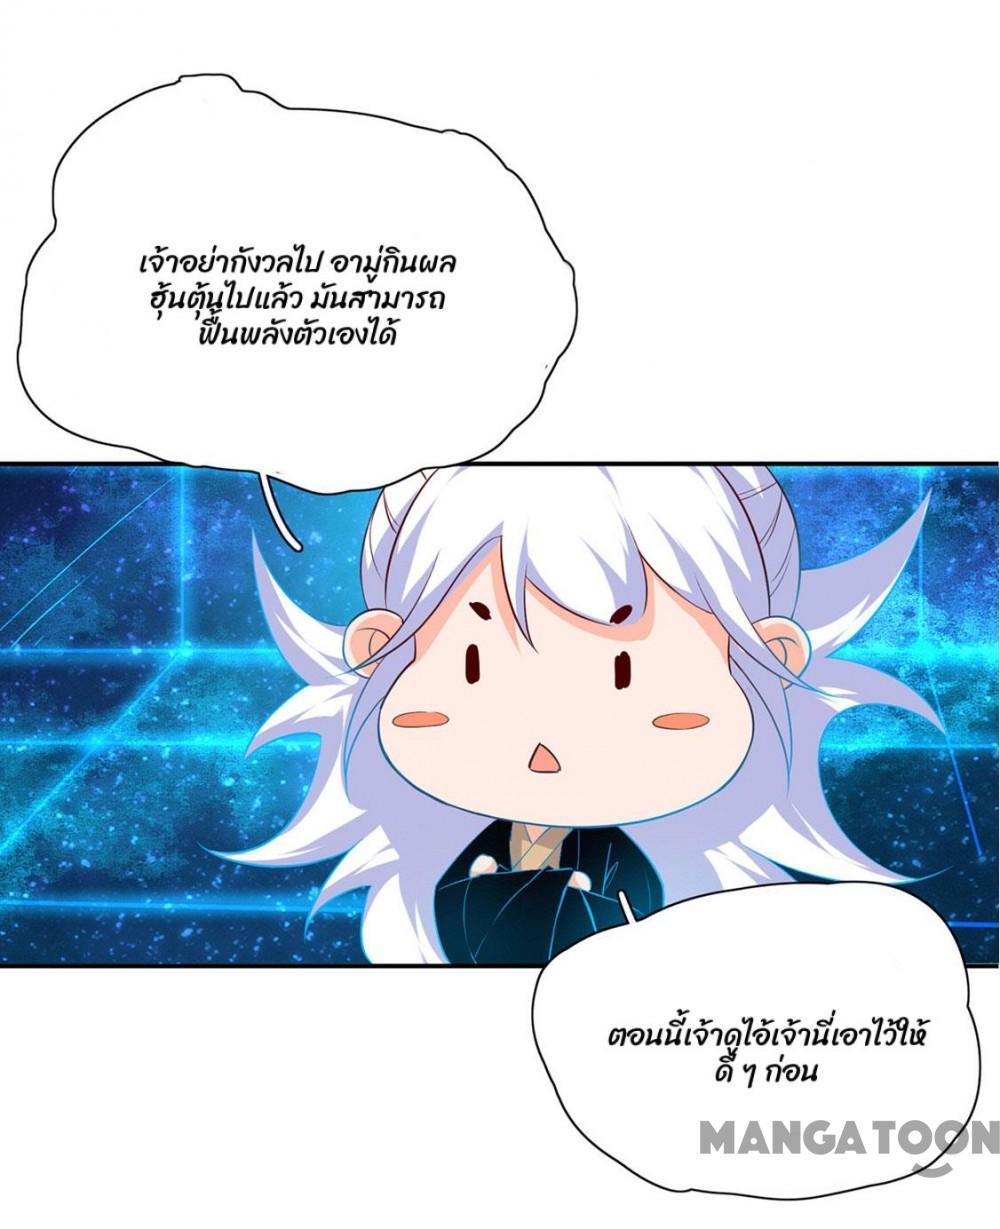 เจ้าอย่ากังวลไป อามู่กินผล
ฮุ้นตุ้นไปแล้ว มันสามารถ
ฟื้นพลังตัวเองได้
ตอนนี้เจ้าดูไอ้เจ้านี่เอาไว้ให้
ดี ๆ ก่อน
MANGATOON